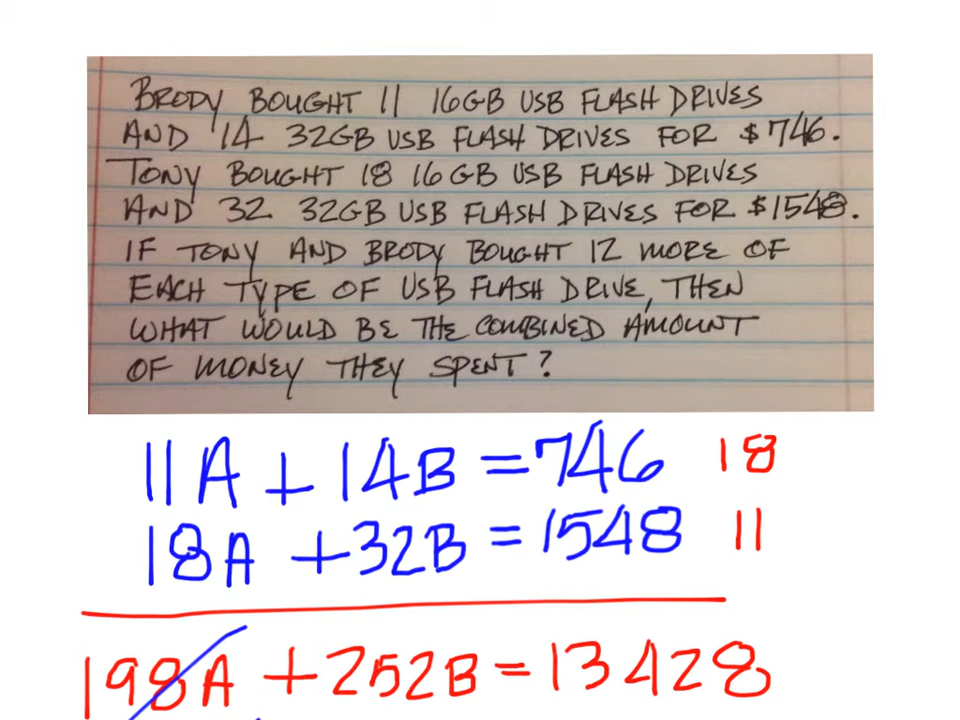 BRODY BOUGHT 11 16GB USB FLASH DRIVES
AND 14 32GB USB FLASH DRIVES FOR $746.
TONY BOUGHT 18 16GB USB FLASH DRIVES
AND 32 32GB USB FLASH DRIVES FOR $1548.
IF TONY AND BRODY BOUGHT 12 MORE OF
EACH TYPE OF USB FLASH DRIVE, THEN
WHAT WOULD BE THE COMBINED AMOUNT
OF MONEY THEY SPENT?
11A + 14B = 746 18
18A + 32B = 1548 11
198A + 252B = 13428